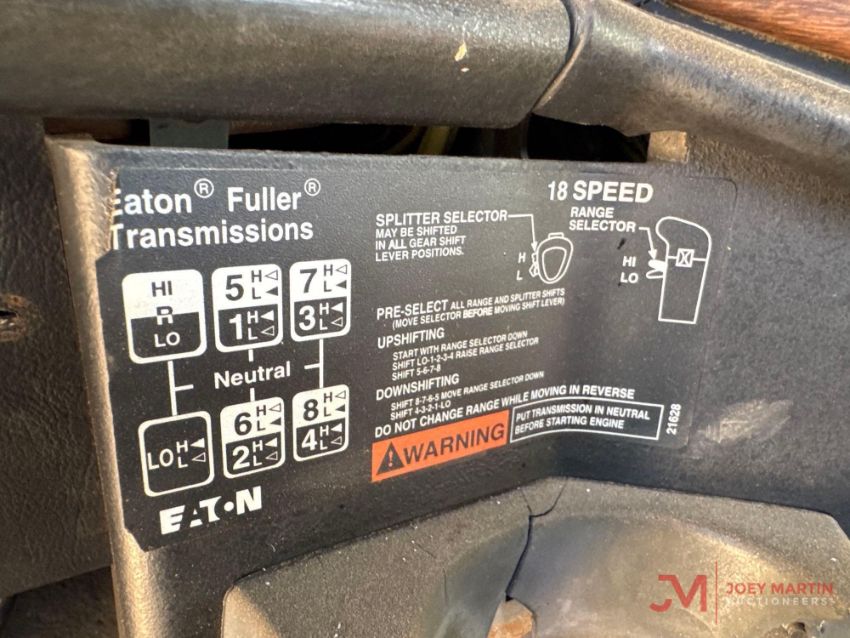 Eaton® Fuller®
Transmissions
18 SPEED
SPLITTER SELECTOR
MAY BE SHIFTED
IN ALL GEAR SHIFT
LEVER POSITIONS.
H
L
RANGE
SELECTOR
HI
LO
HI
R
LO
5 H L
1 H L
7 H L
3 H L
Neutral
LO H L
6 H L
2 H L
8 H L
4 H L
EATON
PRE-SELECT ALL RANGE AND SPLITTER SHIFTS
(MOVE SELECTOR BEFORE MOVING SHIFT LEVER)
UPSHIFTING
START WITH RANGE SELECTOR DOWN
SHIFT LO-1-2-3-4 RAISE RANGE SELECTOR
SHIFT 5-6-7-8
DOWNSHIFTING
SHIFT 8-7-6-5 MOVE RANGE SELECTOR DOWN
SHIFT 4-3-2-1-LO
DO NOT CHANGE RANGE WHILE MOVING IN REVERSE
WARNING
PUT TRANSMISSION IN NEUTRAL
BEFORE STARTING ENGINE
21628
JM
JOEY MARTIN
AUCTIONEERS